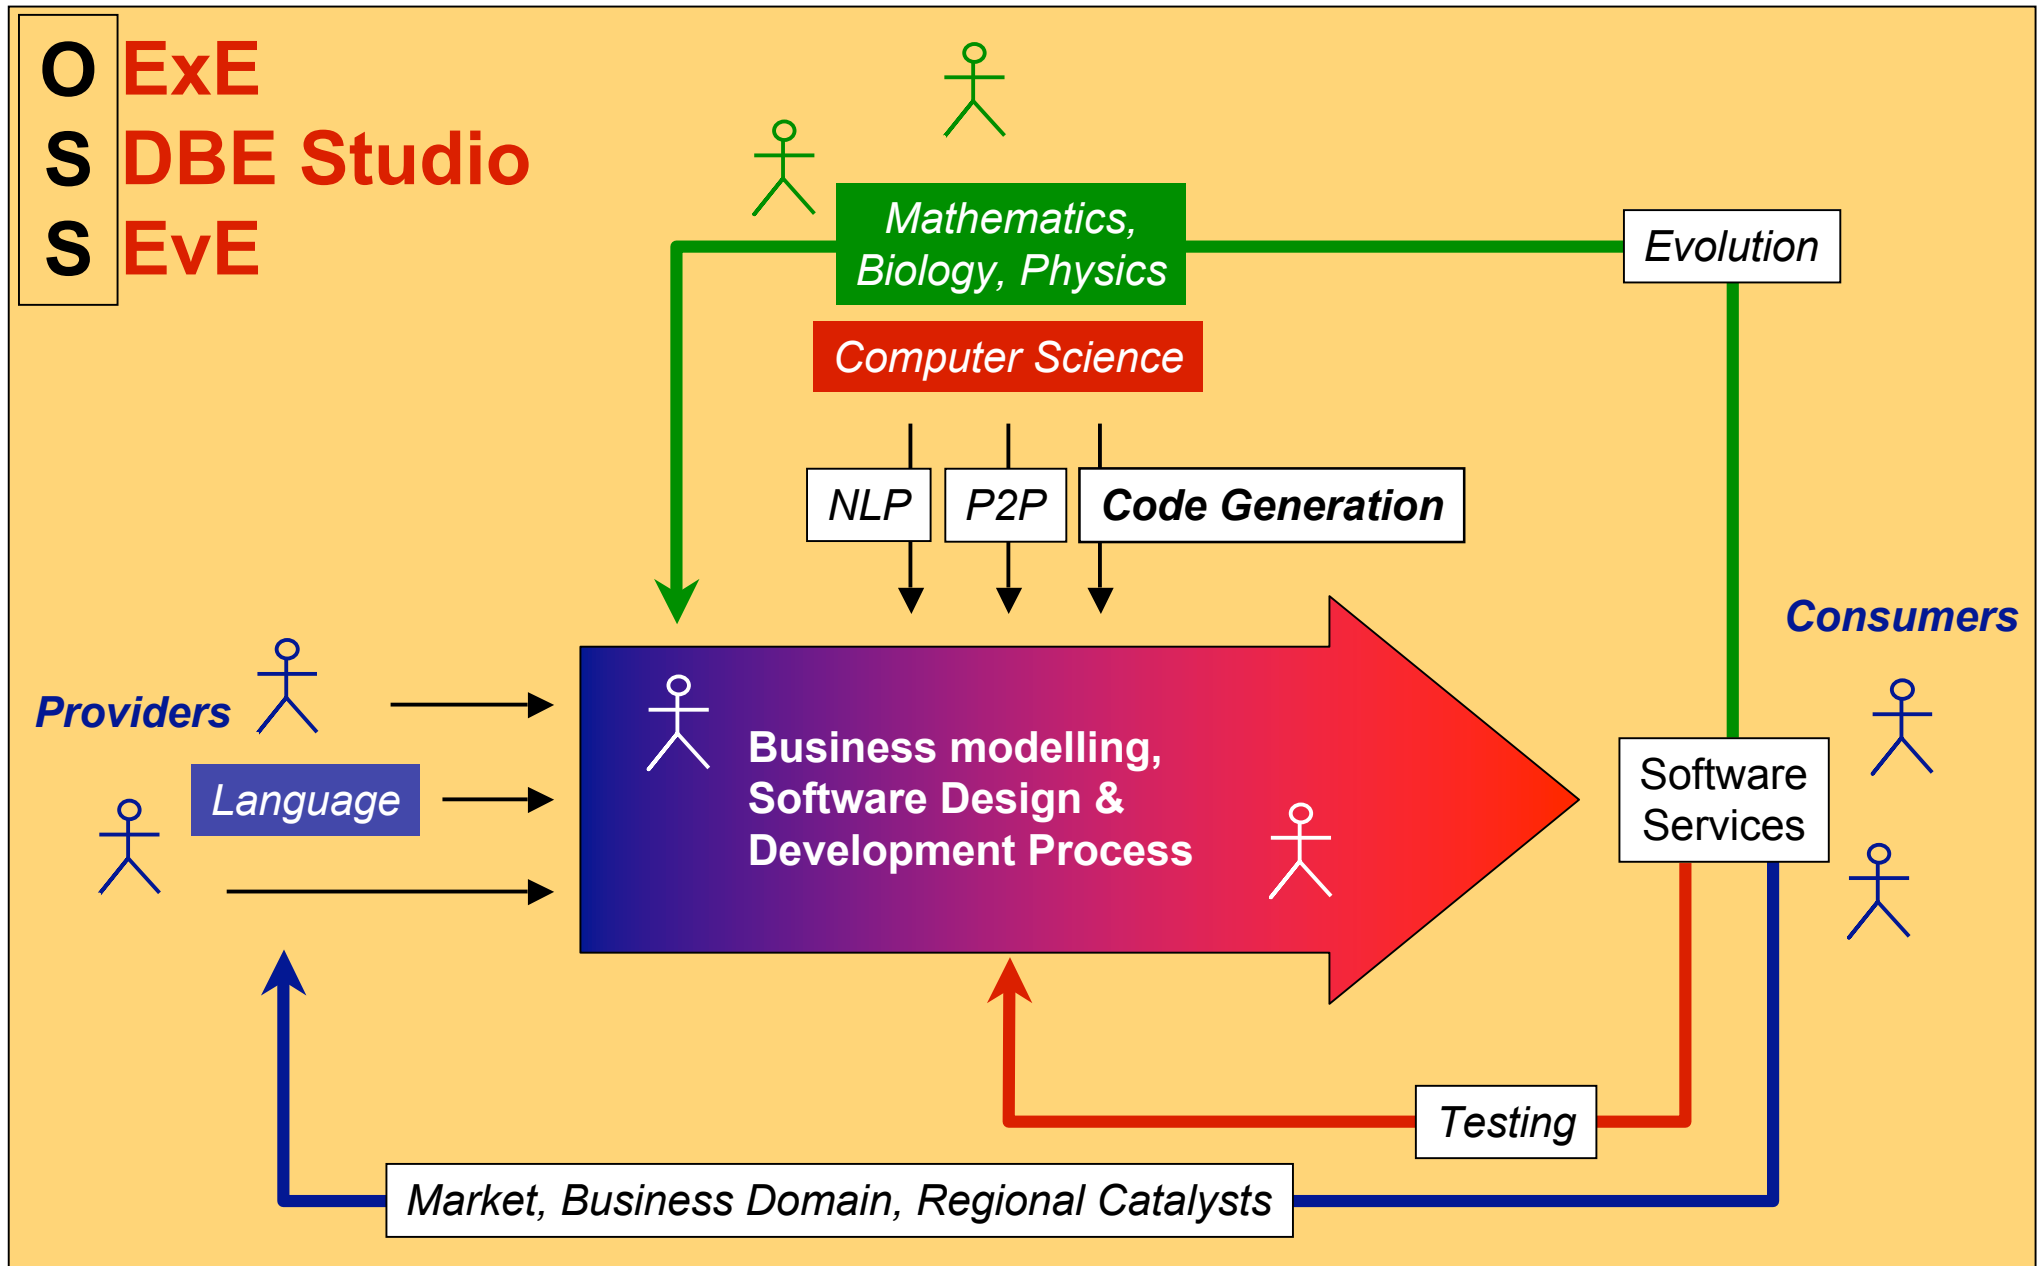 O ExE
S DBE Studio
S EvE
Mathematics,
Biology, Physics
Evolution
Computer Science
NLP
P2P
Code Generation
Consumers
Providers
Language
Business modelling,
Software Design &
Development Process
Software
Services
Testing
Market, Business Domain, Regional Catalysts